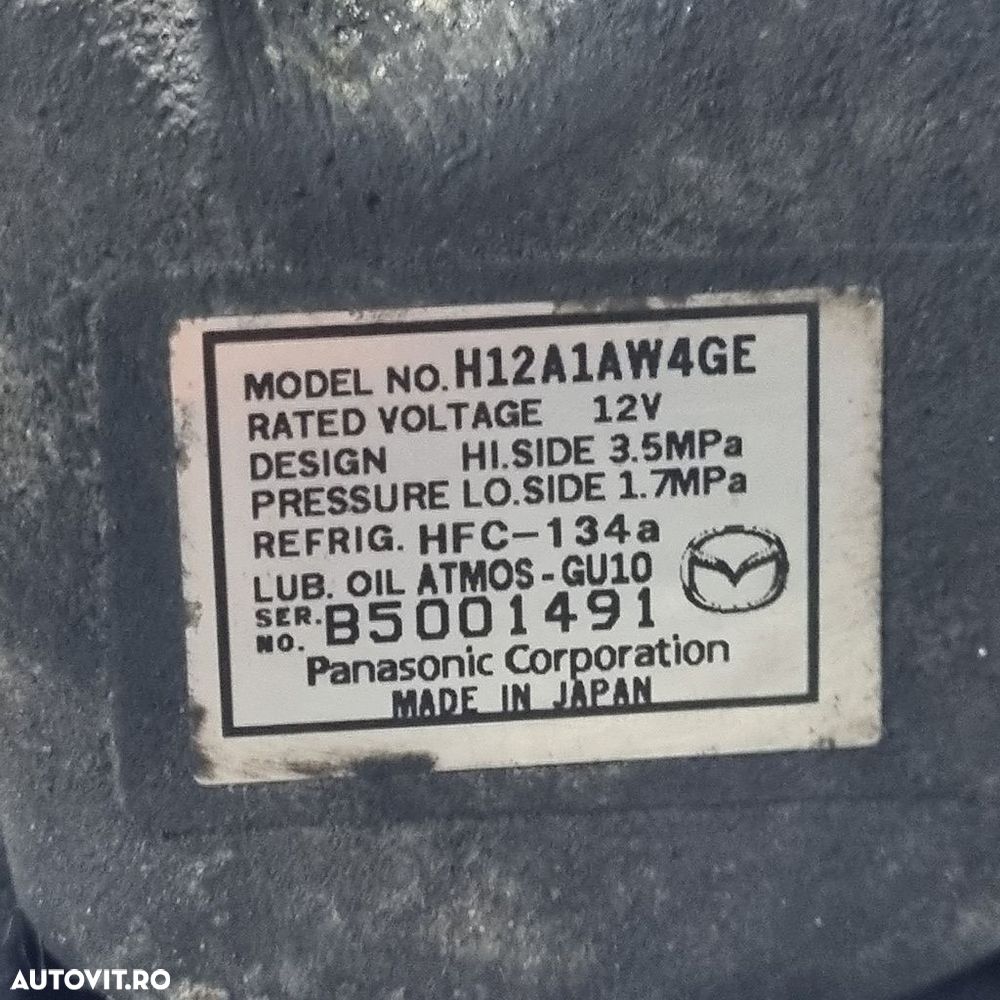 MODEL NO. H12A1AW4GE
RATED VOLTAGE 12V
DESIGN HI.SIDE 3.5MPa
PRESSURE LO.SIDE 1.7MPa
REFRIG. HFC-134a
LUB. OIL ATMOS-GU10
SER. NO. B5001491
Panasonic Corporation
MADE IN JAPAN
AUTOVIT.RO